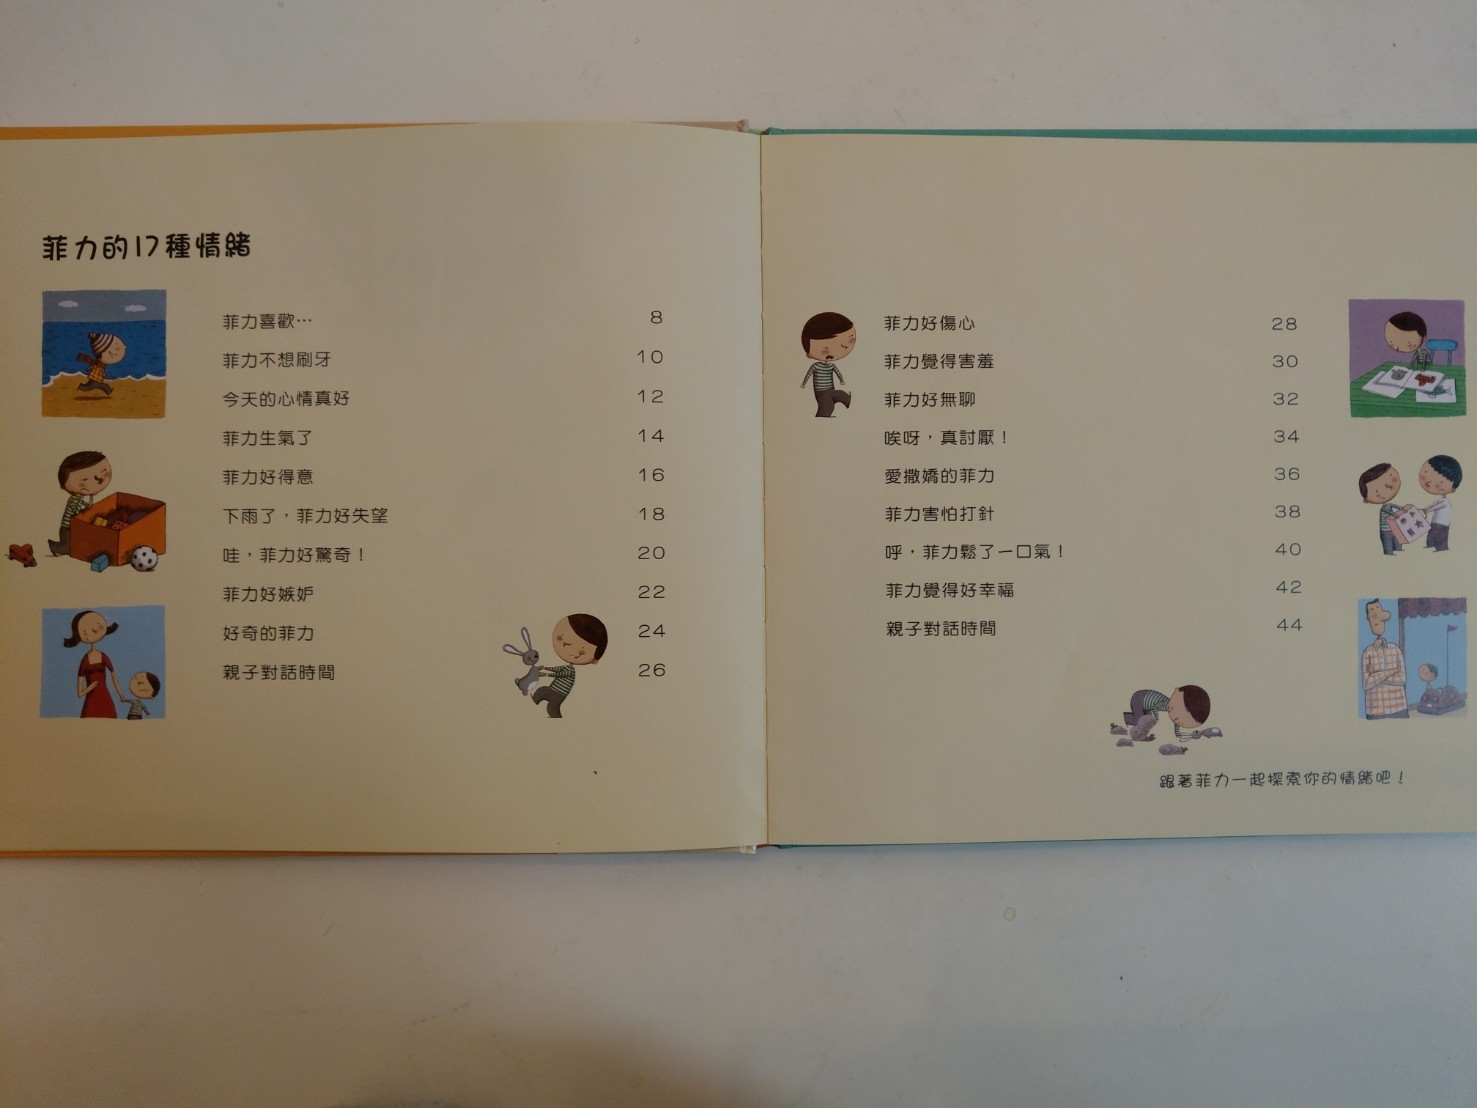 菲力的17種情緒
菲力喜歡… 8
菲力不想刷牙 10
今天的心情真好 12
菲力生氣了 14
菲力好得意 16
下雨了，菲力好失望 18
哇，菲力好驚奇！ 20
菲力好嫉妒 22
好奇的菲力 24
親子對話時間 26
菲力好傷心 28
菲力覺得害羞 30
菲力好無聊 32
唉呀，真討厭！ 34
愛撒嬌的菲力 36
菲力害怕打針 38
呼，菲力鬆了一口氣！ 40
菲力覺得好幸福 42
親子對話時間 44
跟著菲力一起探索你的情緒吧！